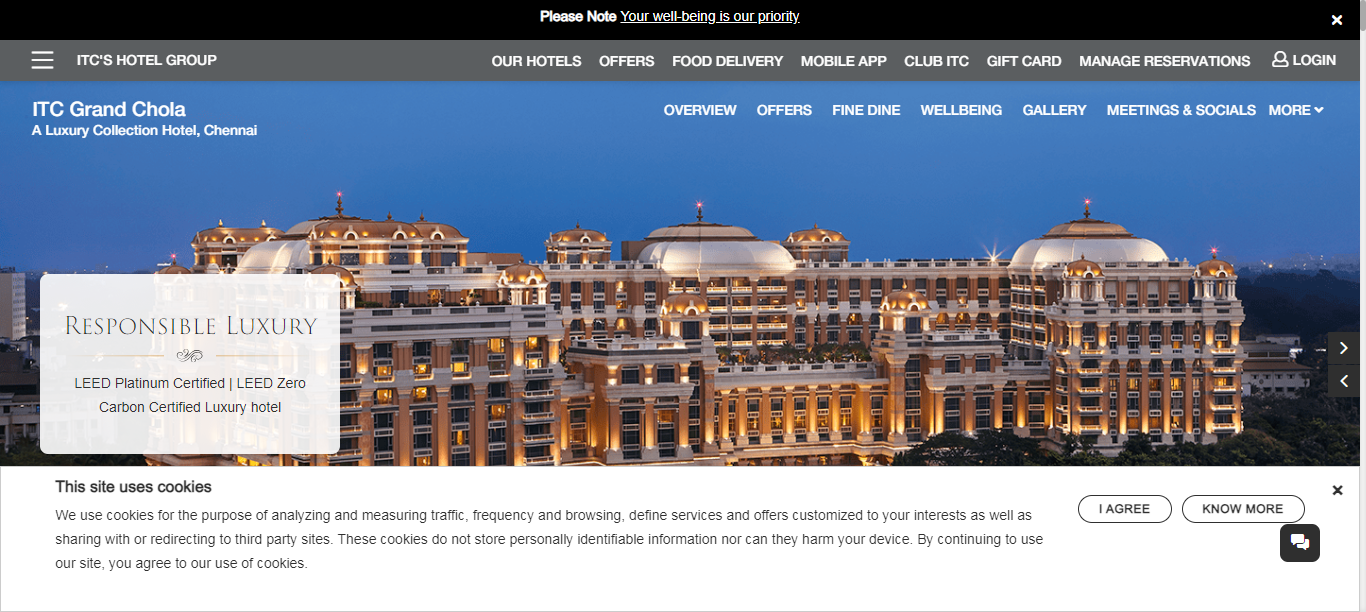 Please Note Your well-being is our priority
ITC'S HOTEL GROUP
OUR HOTELS OFFERS FOOD DELIVERY MOBILE APP CLUB ITC GIFT CARD MANAGE RESERVATIONS LOGIN
ITC Grand Chola
A Luxury Collection Hotel, Chennai
OVERVIEW OFFERS FINE DINE WELLBEING GALLERY MEETINGS & SOCIALS MORE
RESPONSIBLE LUXURY
LEED Platinum Certified | LEED Zero
Carbon Certified Luxury hotel
This site uses cookies
We use cookies for the purpose of analyzing and measuring traffic, frequency and browsing, define services and offers customized to your interests as well as
sharing with or redirecting to third party sites. These cookies do not store personally identifiable information nor can they harm your device. By continuing to use
our site, you agree to our use of cookies.
I AGREE KNOW MORE